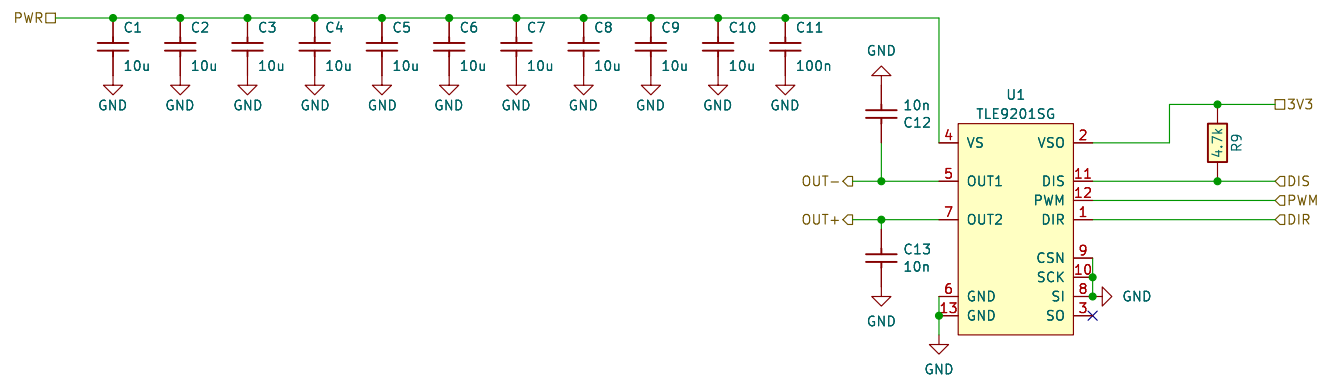 PWR
C1 C2 C3 C4 C5 C6 C7 C8 C9 C10 C11
10u 10u 10u 10u 10u 10u 10u 10u 10u 10u 100n
GND GND GND GND GND GND GND GND GND GND GND
GND
10n
C12
U1
TLE9201SG
4 VS VSO 2
3V3
4.7k
R9
OUT- 5 OUT1 DIS 11 DIS
PWM 12 PWM
OUT+ 7 OUT2 DIR 1 DIR
C13
10n
GND
CSN 9
SCK 10
6 GND SI 8 GND
13 GND SO 3
GND